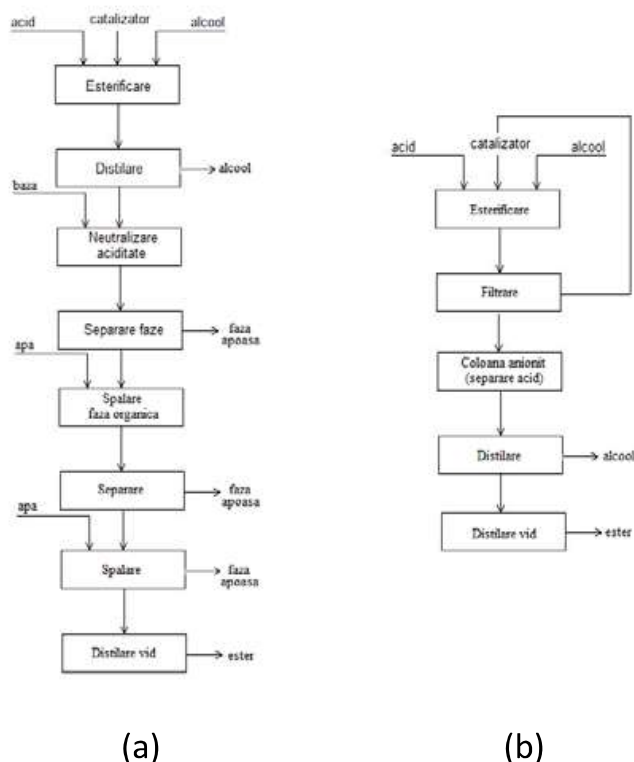 acid catalizator alcool
Esterificare
Distilare
alcool
baza
Neutralizare
aciditate
Separare faze
faza
apoasa
apa
Spalare
faza organica
Separare
faza
apoasa
apa
Spalare
faza
apoasa
Distilare vid
ester
(a)
acid catalizator alcool
Esterificare
Filtrare
Coloana anionit
(separare acid)
Distilare
alcool
Distilare vid
ester
(b)